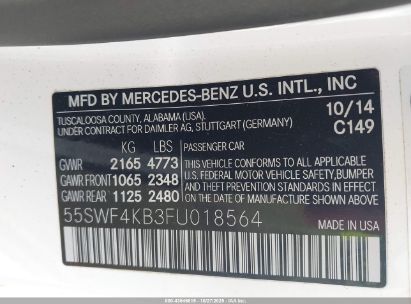 MFD BY MERCEDES-BENZ U.S. INTL., INC
TUSCALOOSA COUNTY, ALABAMA (USA). 10/14
UNDER CONTRACT FOR DAIMLER AG, STUTTGART (GERMANY) C149
KG LBS PASSENGER CAR
GVWR 2165 4773 THIS VEHICLE CONFORMS TO ALL APPLICABLE
GAWR FRONT 1065 2348 U.S. FEDERAL MOTOR VEHICLE SAFETY, BUMPER
GAWR REAR 1125 2480 AND THEFT PREVENTION STANDARDS IN EFFECT ON THE
DATE OF MANUFACTURE SHOWN ABOVE
55SWF4KB3FU018564